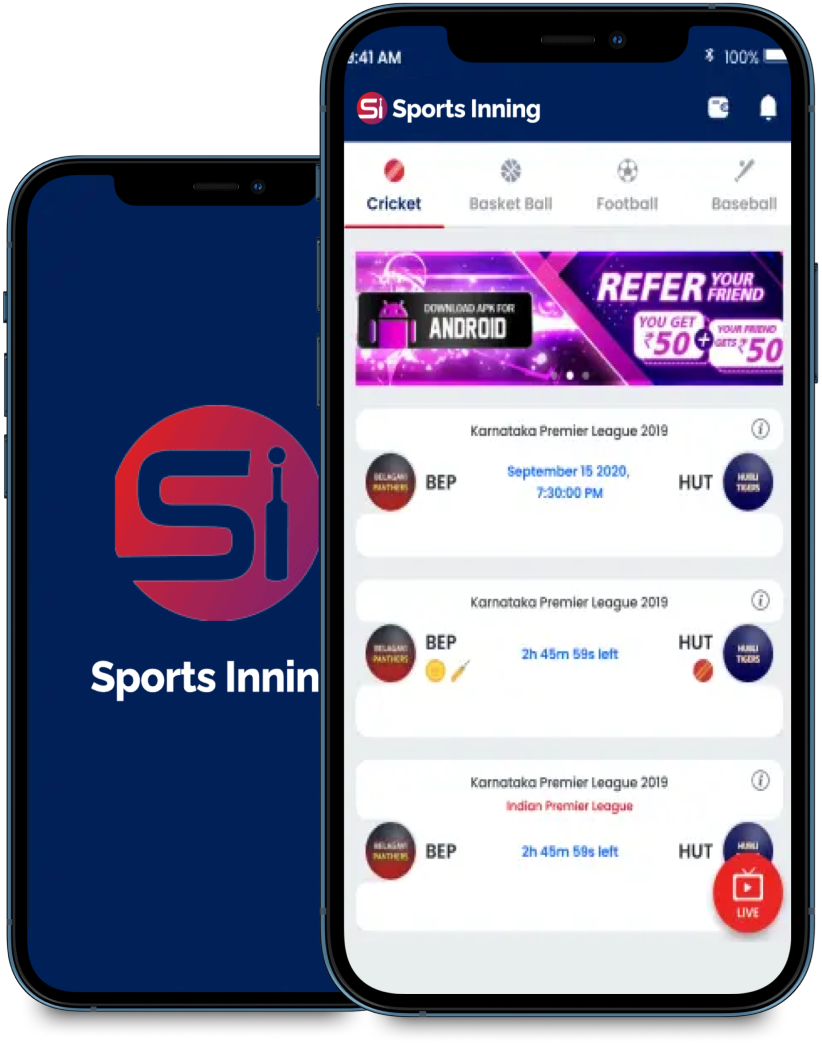 Si
Sports Innin
9:41 AM
100%
Si Sports Inning
Cricket
Basket Ball
Football
Baseball
DOWNLOAD APK FOR
ANDROID
REFER YOUR FRIEND
YOU GET
₹50
+
YOUR FRIEND
GETS ₹50
Karnataka Premier League 2019
i
BELAGAVI
PANTHERS
BEP
September 15 2020,
7:30:00 PM
HUT
HUBLI
TIGERS
Karnataka Premier League 2019
i
BELAGAVI
PANTHERS
BEP
2h 45m 59s left
HUT
HUBLI
TIGERS
Karnataka Premier League 2019
i
Indian Premier League
BELAGAVI
PANTHERS
BEP
2h 45m 59s left
HUT
HUBLI
LIVE